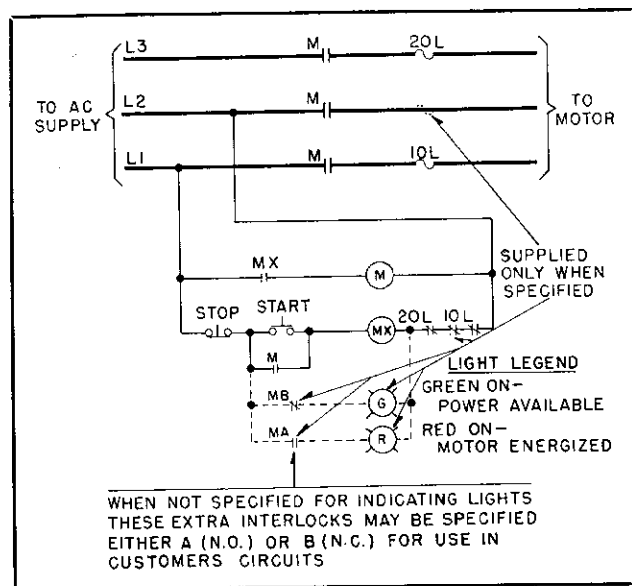 L3 M 2OL
TO AC SUPPLY
L2 M
TO MOTOR
L1 M 1OL
SUPPLIED
ONLY WHEN
SPECIFIED
MX M
STOP START MX 2OL 1OL
M
LIGHT LEGEND
MB G
GREEN ON-
POWER AVAILABLE
MA R
RED ON-
MOTOR ENERGIZED
WHEN NOT SPECIFIED FOR INDICATING LIGHTS
THESE EXTRA INTERLOCKS MAY BE SPECIFIED
EITHER A (N.O.) OR B (N.C.) FOR USE IN
CUSTOMERS CIRCUITS